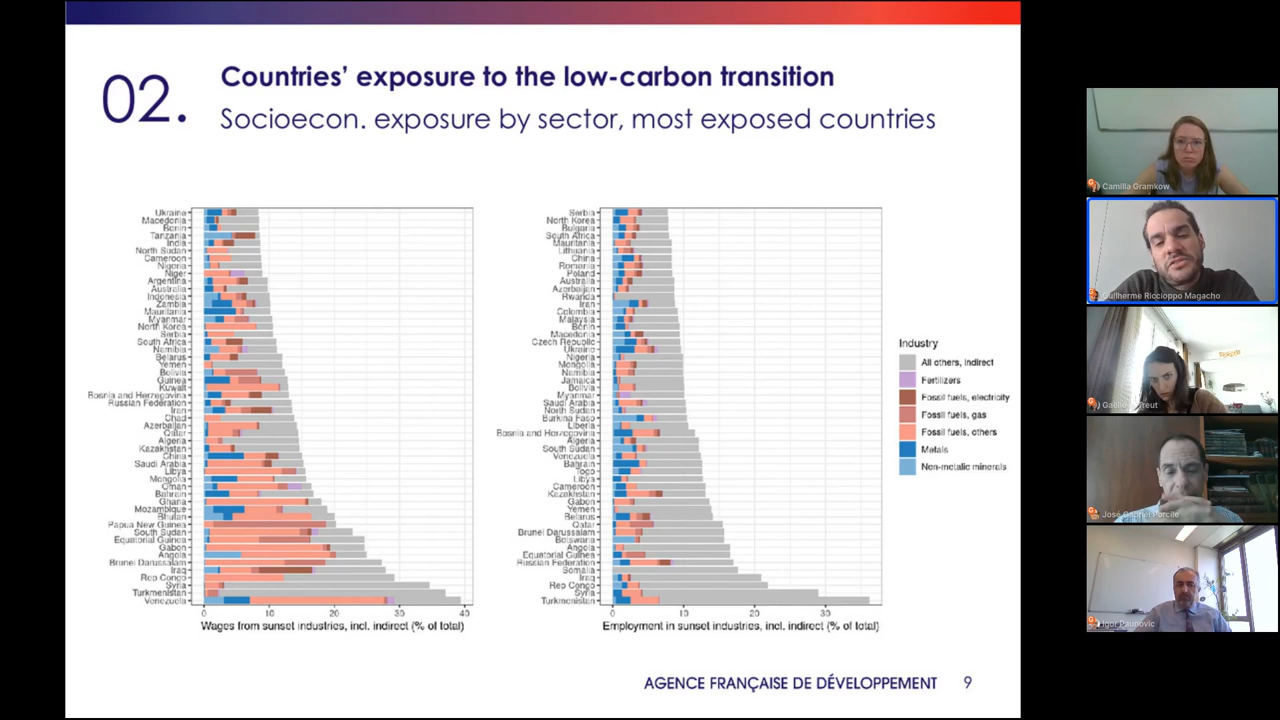 02.
Countries' exposure to the low-carbon transition
Socioecon. exposure by sector, most exposed countries
Ukraine
Macedonia
Benin
Tanzania
India
North Sudan
Cameroon
Nigeria
Niger
Argentina
Australia
Indonesia
Zambia
Mauritania
Myanmar
North Korea
Serbia
South Africa
Namibia
Belarus
Yemen
Bolivia
Guinea
Kuwait
Bosnia and Herzegovina
Russian Federation
Iran
Chad
Azerbaijan
Qatar
Algeria
Kazakhstan
China
Saudi Arabia
Libya
Mongolia
Oman
Bahrain
Ghana
Mozambique
Bhutan
Papua New Guinea
South Sudan
Equatorial Guinea
Gabon
Angola
Brunei Darussalam
Iraq
Rep Congo
Syria
Turkmenistan
Venezuela
0 10 20 30 40
Wages from sunset industries, incl. indirect (% of total)
Serbia
North Korea
Bulgaria
South Africa
Mauritania
Lithuania
China
Romania
Poland
Australia
Azerbaijan
Rwanda
Iran
Colombia
Malaysia
Benin
Macedonia
Czech Republic
Ukraine
Nigeria
Mongolia
Namibia
Jamaica
Bolivia
Myanmar
Saudi Arabia
North Sudan
Burkina Faso
Liberia
Bosnia and Herzegovina
Algeria
South Sudan
Venezuela
Bahrain
Togo
Libya
Cameroon
Kazakhstan
Gabon
Yemen
Belarus
Qatar
Brunei Darussalam
Botswana
Angola
Equatorial Guinea
Russian Federation
Somalia
Iraq
Rep Congo
Syria
Turkmenistan
0 10 20 30
Employment in sunset industries, incl. indirect (% of total)
Industry
All others, indirect
Fertilizers
Fossil fuels, electricity
Fossil fuels, gas
Fossil fuels, others
Metals
Non-metalic minerals
AGENCE FRANÇAISE DE DÉVELOPPEMENT 9
Camilla Gramkow
Guilherme Riccioppo Magacho
José Gabriel Porcile
Igor Paunovic